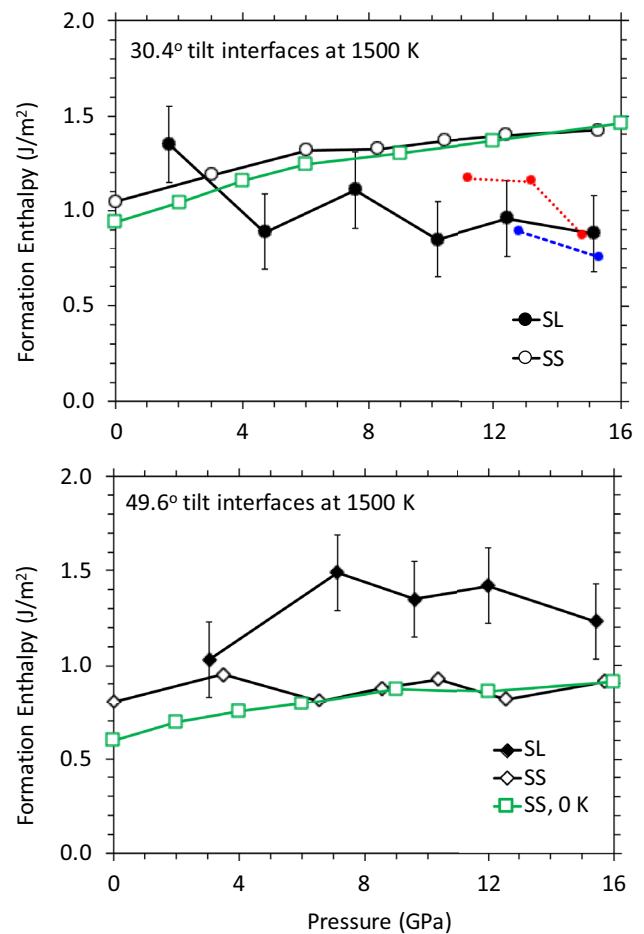 2.0
30.4º tilt interfaces at 1500 K
1.5
1.0
0.5
0.0
Formation Enthalpy (J/m²)
SL
SS
0 4 8 12 16
2.0
49.6º tilt interfaces at 1500 K
1.5
1.0
0.5
0.0
Formation Enthalpy (J/m²)
SL
SS
SS, 0 K
0 4 8 12 16
Pressure (GPa)